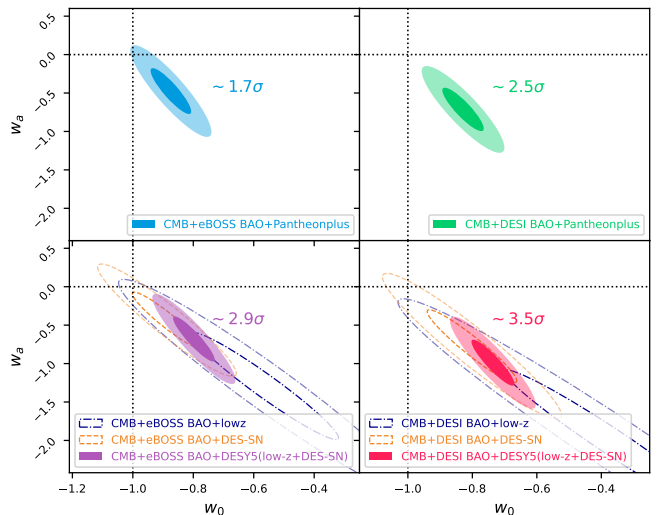 0.5
0.0
−0.5
−1.0
−1.5
−2.0
w_a
~ 1.7σ
CMB+eBOSS BAO+Pantheonplus
~ 2.5σ
CMB+DESI BAO+Pantheonplus
0.5
0.0
−0.5
−1.0
−1.5
−2.0
w_a
~ 2.9σ
CMB+eBOSS BAO+lowz
CMB+eBOSS BAO+DES-SN
CMB+eBOSS BAO+DESY5(low-z+DES-SN)
−1.2
−1.0
−0.8
−0.6
−0.4
w_0
~ 3.5σ
CMB+DESI BAO+low-z
CMB+DESI BAO+DES-SN
CMB+DESI BAO+DESY5(low-z+DES-SN)
−1.0
−0.8
−0.6
−0.4
w_0